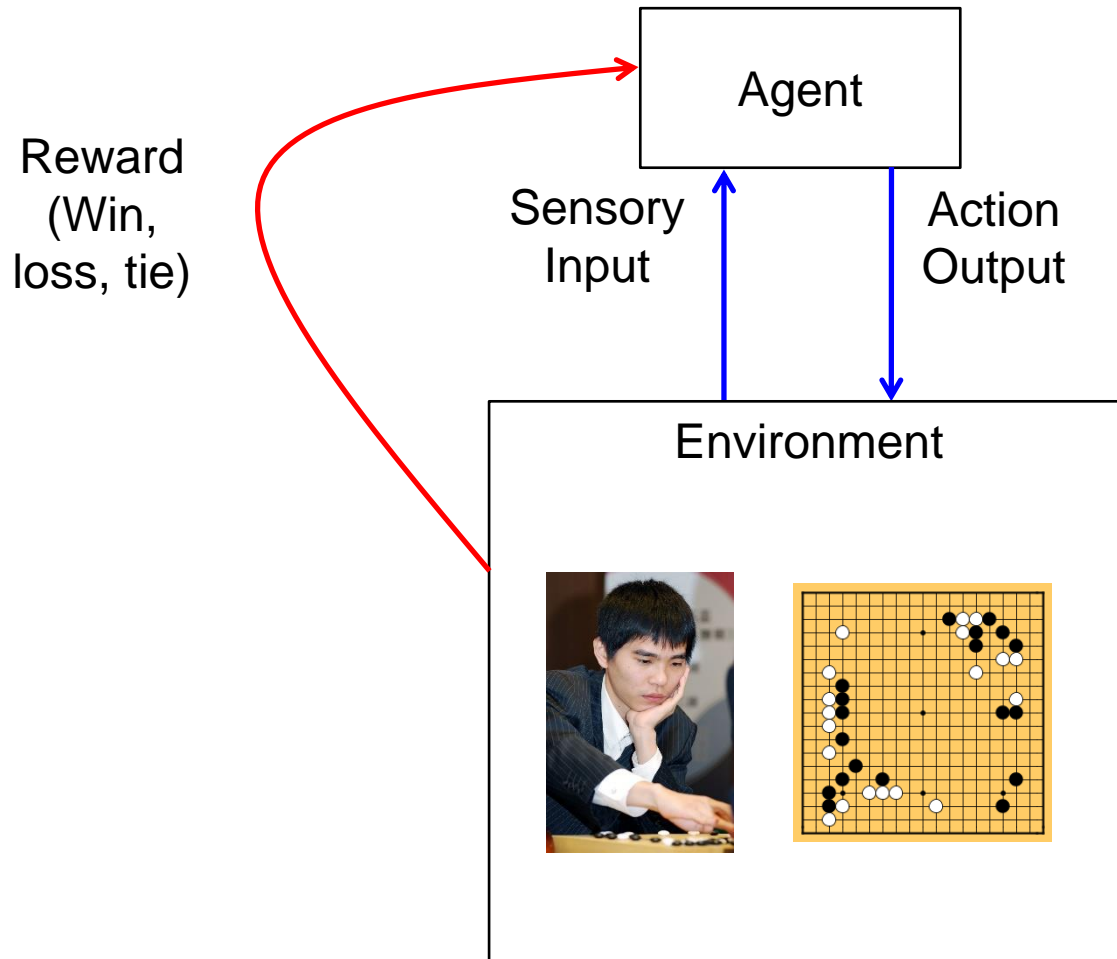 Agent
Reward
(Win,
loss, tie)
Sensory
Input
Action
Output
Environment